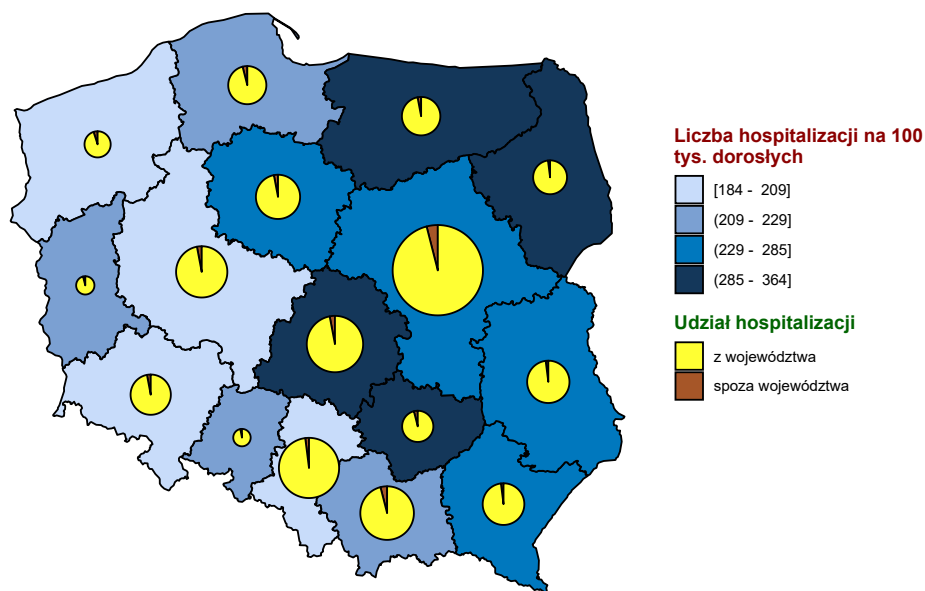 Liczba hospitalizacji na 100
tys. dorosłych
[184 - 209]
(209 - 229]
(229 - 285]
(285 - 364]
Udział hospitalizacji
z województwa
spoza województwa